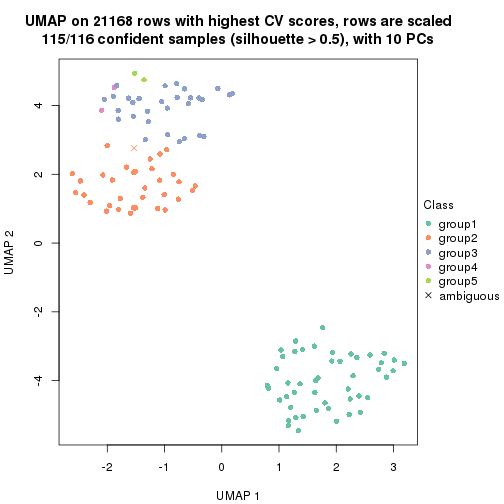 UMAP on 21168 rows with highest CV scores, rows are scaled
115/116 confident samples (silhouette > 0.5), with 10 PCs
4
2
0
-2
-4
UMAP 2
-2
-1
0
1
2
3
UMAP 1
Class
group1
group2
group3
group4
group5
ambiguous